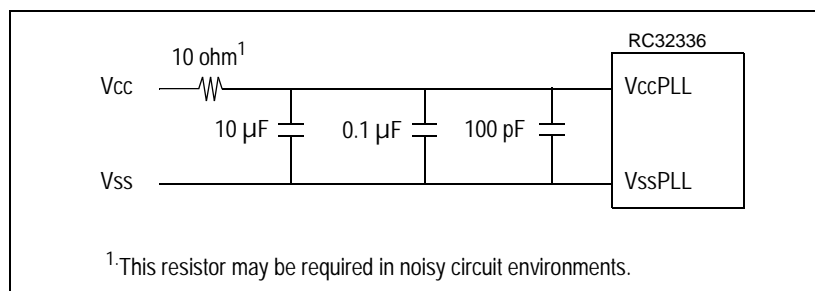 RC32336
10 ohm1
Vcc
VccPLL
10 µF
0.1 µF
100 pF
Vss
VssPLL
1.This resistor may be required in noisy circuit environments.